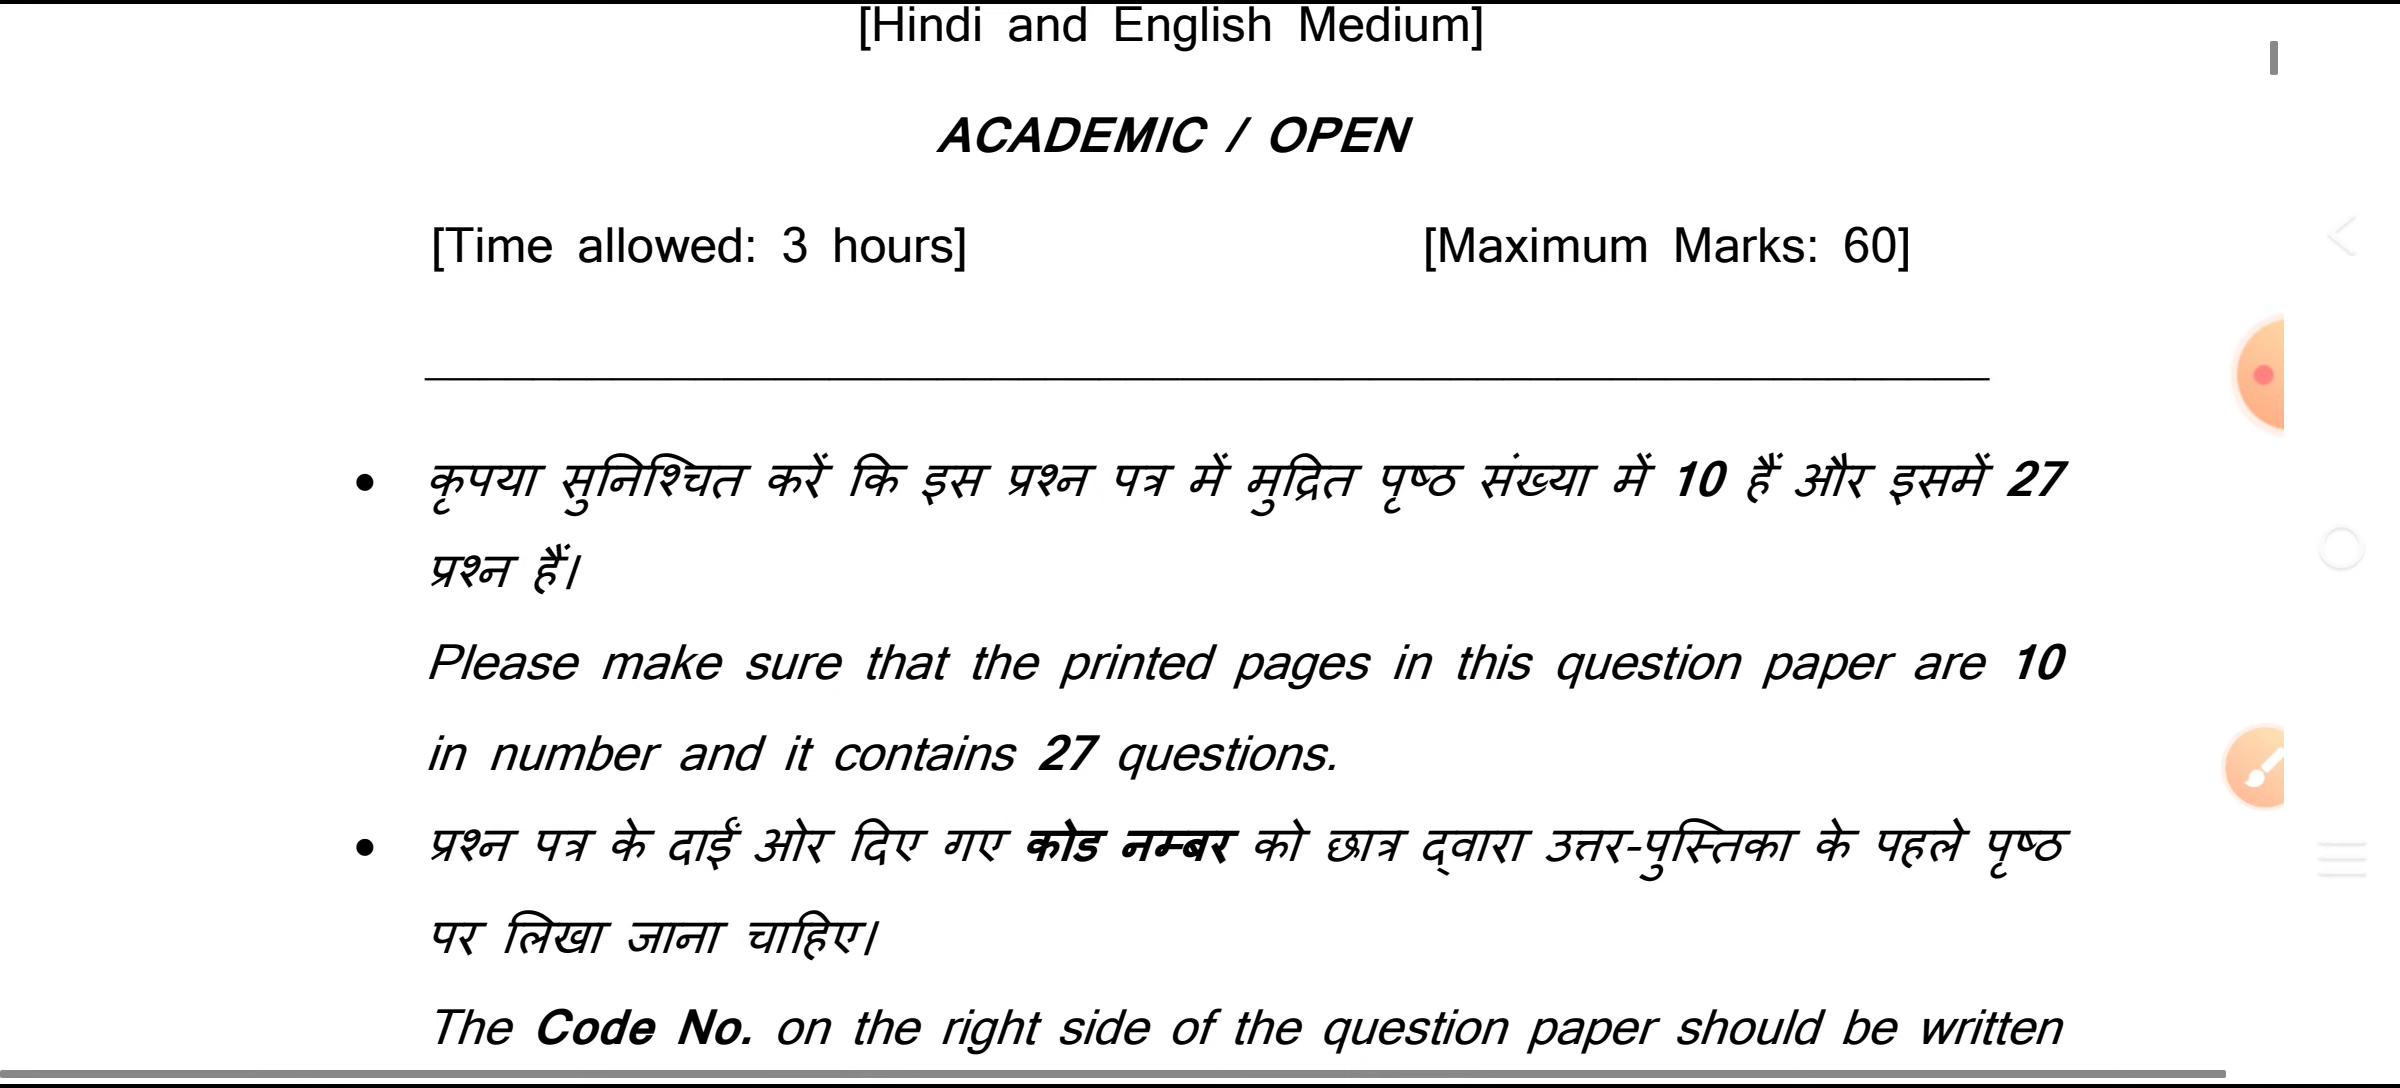 [Hindi and English Medium]
ACADEMIC / OPEN
[Time allowed: 3 hours] [Maximum Marks: 60]
कृपया सुनिश्चित करें कि इस प्रश्न पत्र में मुद्रित पृष्ठ संख्या में 10 हैं और इसमें 27
प्रश्न हैं।
Please make sure that the printed pages in this question paper are 10
in number and it contains 27 questions.
प्रश्न पत्र के दाईं ओर दिए गए कोड नम्बर को छात्र द्वारा उत्तर-पुस्तिका के पहले पृष्ठ
पर लिखा जाना चाहिए।
The Code No. on the right side of the question paper should be written